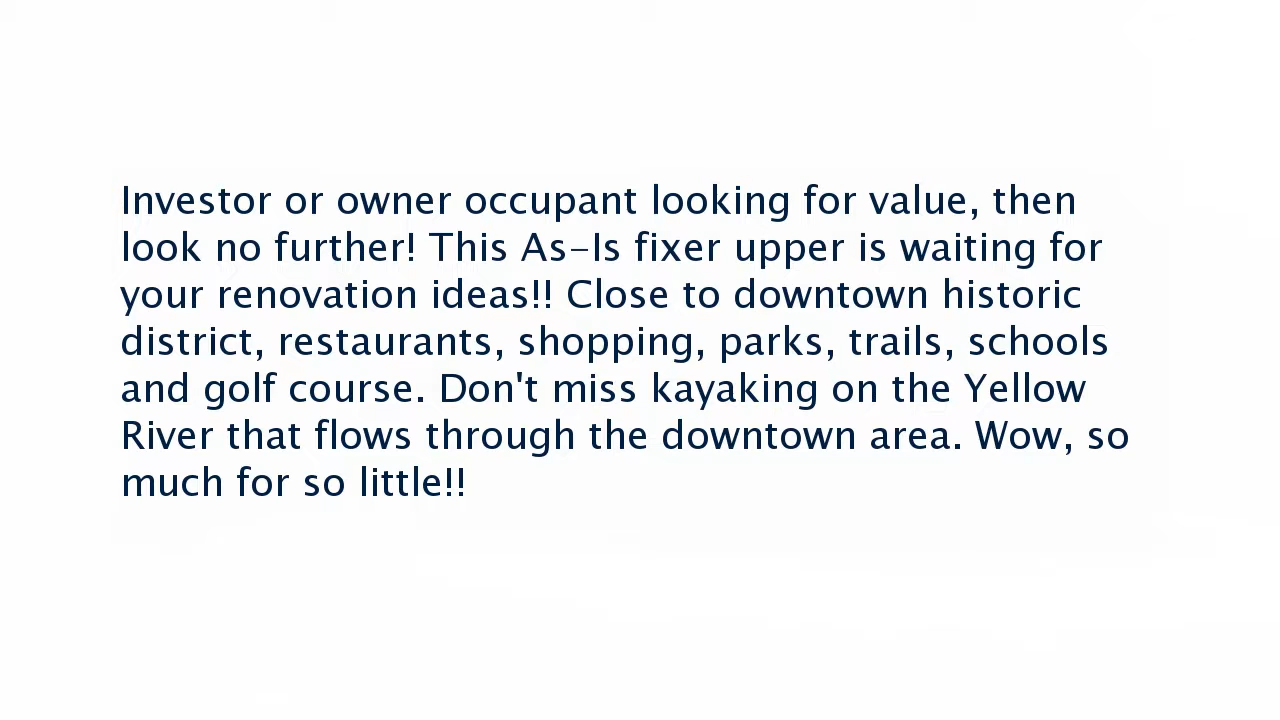 Investor or owner occupant looking for value, then
look no further! This As-Is fixer upper is waiting for
your renovation ideas!! Close to downtown historic
district, restaurants, shopping, parks, trails, schools
and golf course. Don't miss kayaking on the Yellow
River that flows through the downtown area. Wow, so
much for so little!!